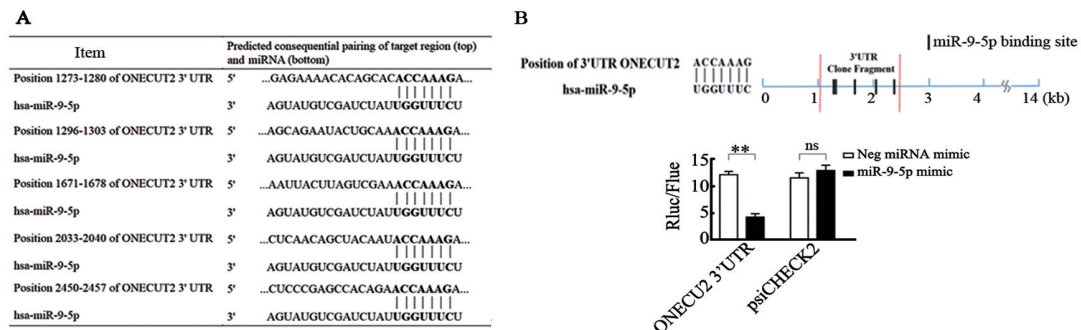 A
Item
Predicted consequential pairing of target region (top)
and miRNA (bottom)
Position 1273-1280 of ONECUT2 3' UTR 5' ...GAGAAAACACAGCACACCAAAGA...
hsa-miR-9-5p 3' AGUAUGUCGAUCUAUUGGUUUCU
Position 1296-1303 of ONECUT2 3' UTR 5' ...AGCAGAAUACUGCAAACCAAAGA...
hsa-miR-9-5p 3' AGUAUGUCGAUCUAUUGGUUUCU
Position 1671-1678 of ONECUT2 3' UTR 5' ...AAUUACUUAGUCGAAACCAAAGA...
hsa-miR-9-5p 3' AGUAUGUCGAUCUAUUGGUUUCU
Position 2033-2040 of ONECUT2 3' UTR 5' ...CUCAACAGCUACAAUACCAAAGA...
hsa-miR-9-5p 3' AGUAUGUCGAUCUAUUGGUUUCU
Position 2450-2457 of ONECUT2 3' UTR 5' ...CUCCCGAGCCACAGAACCAAAGA...
hsa-miR-9-5p 3' AGUAUGUCGAUCUAUUGGUUUCU
B
miR-9-5p binding site
3'UTR
Clone Fragment
Position of 3'UTR ONECUT2 ACCAAAG
hsa-miR-9-5p UGGUUUC
0 1 2 3 4 14 (kb)
Neg miRNA mimic
miR-9-5p mimic
** ns
Rluc/Flue
15
10
5
0
ONECU2 3'UTR
psiCHECK2